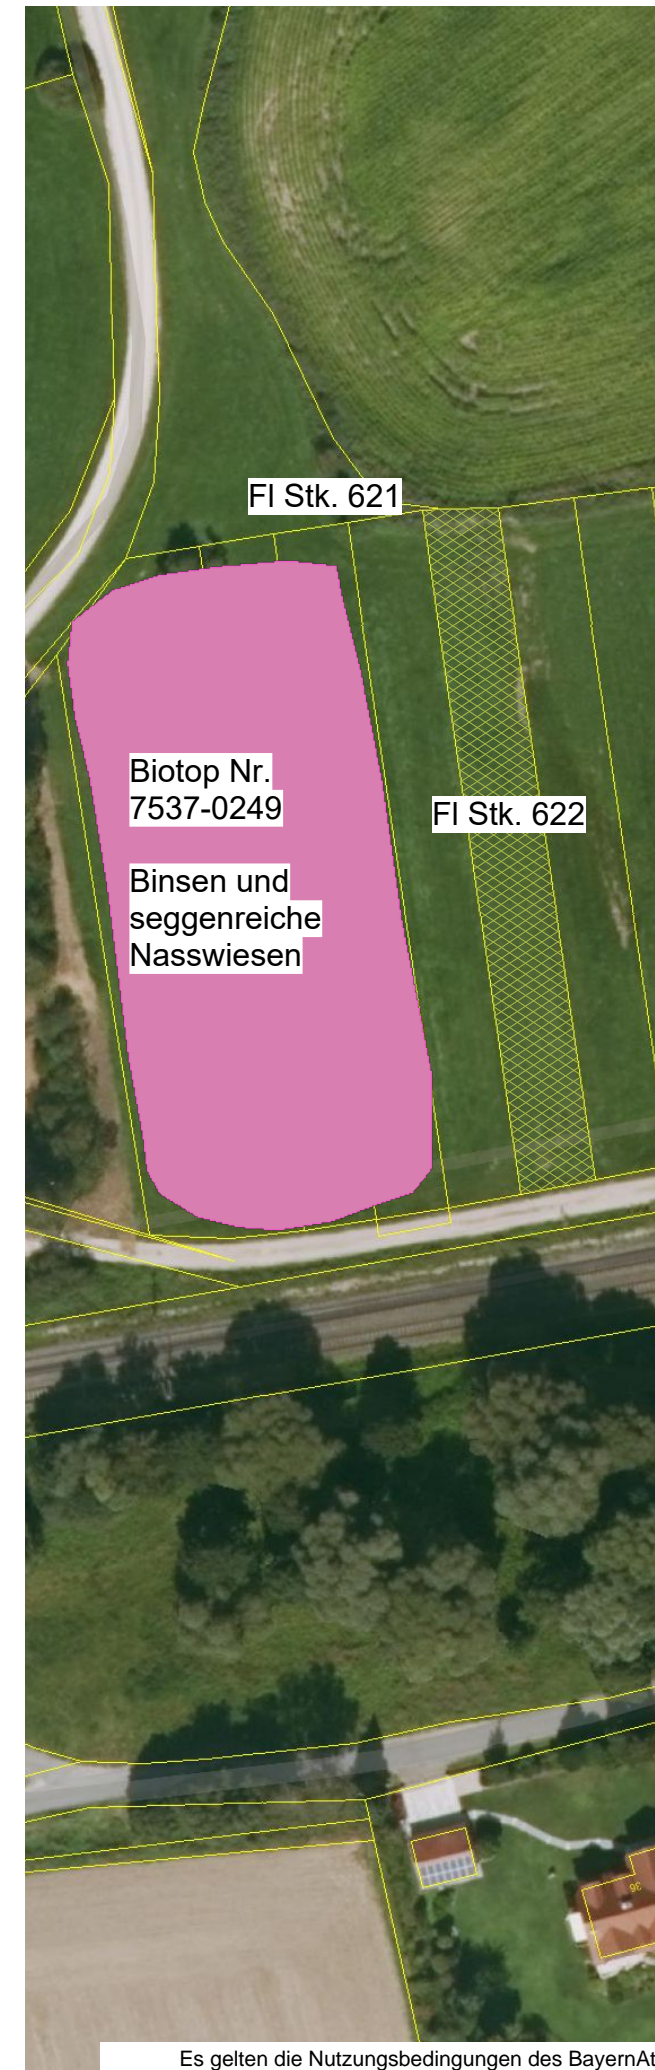 Fl Stk. 621
Biotop Nr.
7537-0249
Fl Stk. 622
Binsen und
seggenreiche
Nasswiesen
36
Es gelten die Nutzungsbedingungen des BayernAt